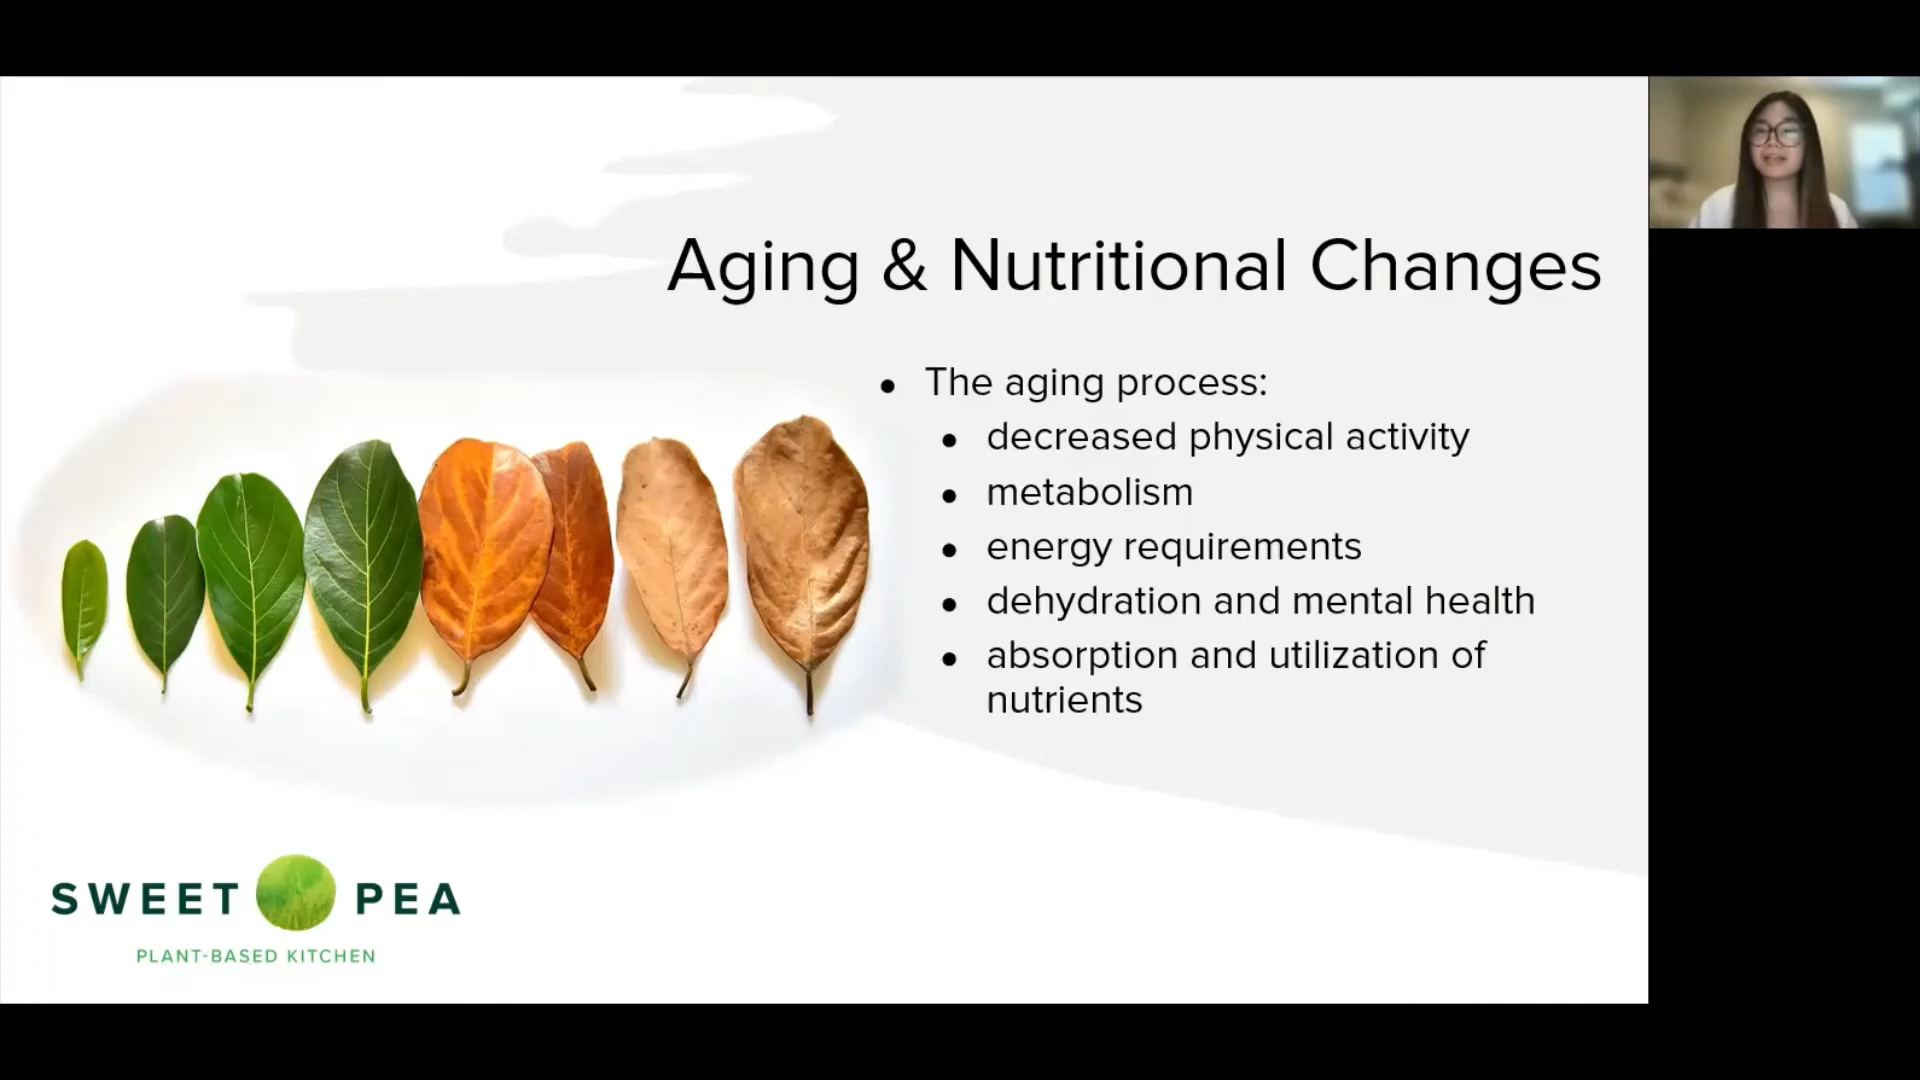 Aging & Nutritional Changes
● The aging process:
● decreased physical activity
● metabolism
● energy requirements
● dehydration and mental health
● absorption and utilization of
nutrients
SWEET PEA
PLANT-BASED KITCHEN